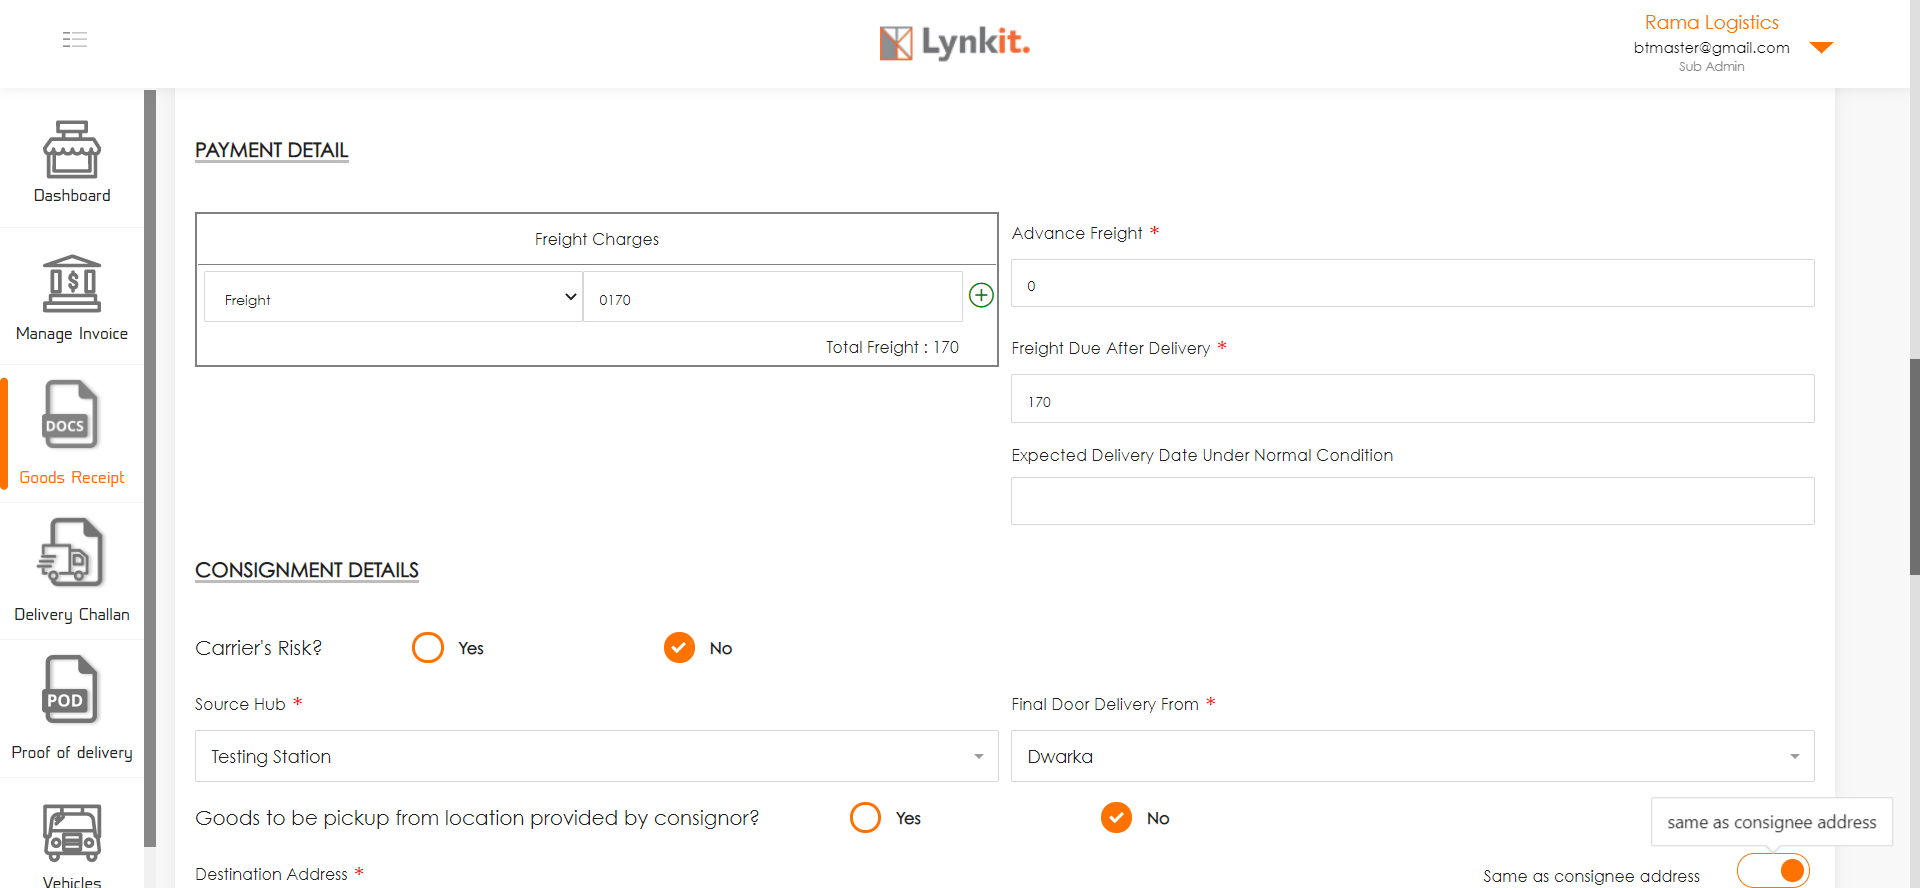 Lynkit.
Rama Logistics
btmaster@gmail.com
Sub Admin
Dashboard
Manage Invoice
DOCS
Goods Receipt
Delivery Challan
POD
Proof of delivery
Vehicles
PAYMENT DETAIL
Freight Charges
Freight 0170
Total Freight : 170
Advance Freight *
0
Freight Due After Delivery *
170
Expected Delivery Date Under Normal Condition
CONSIGNMENT DETAILS
Carrier's Risk? Yes No
Source Hub *
Testing Station
Final Door Delivery From *
Dwarka
Goods to be pickup from location provided by consignor? Yes No
same as consignee address
Destination Address *
Same as consignee address